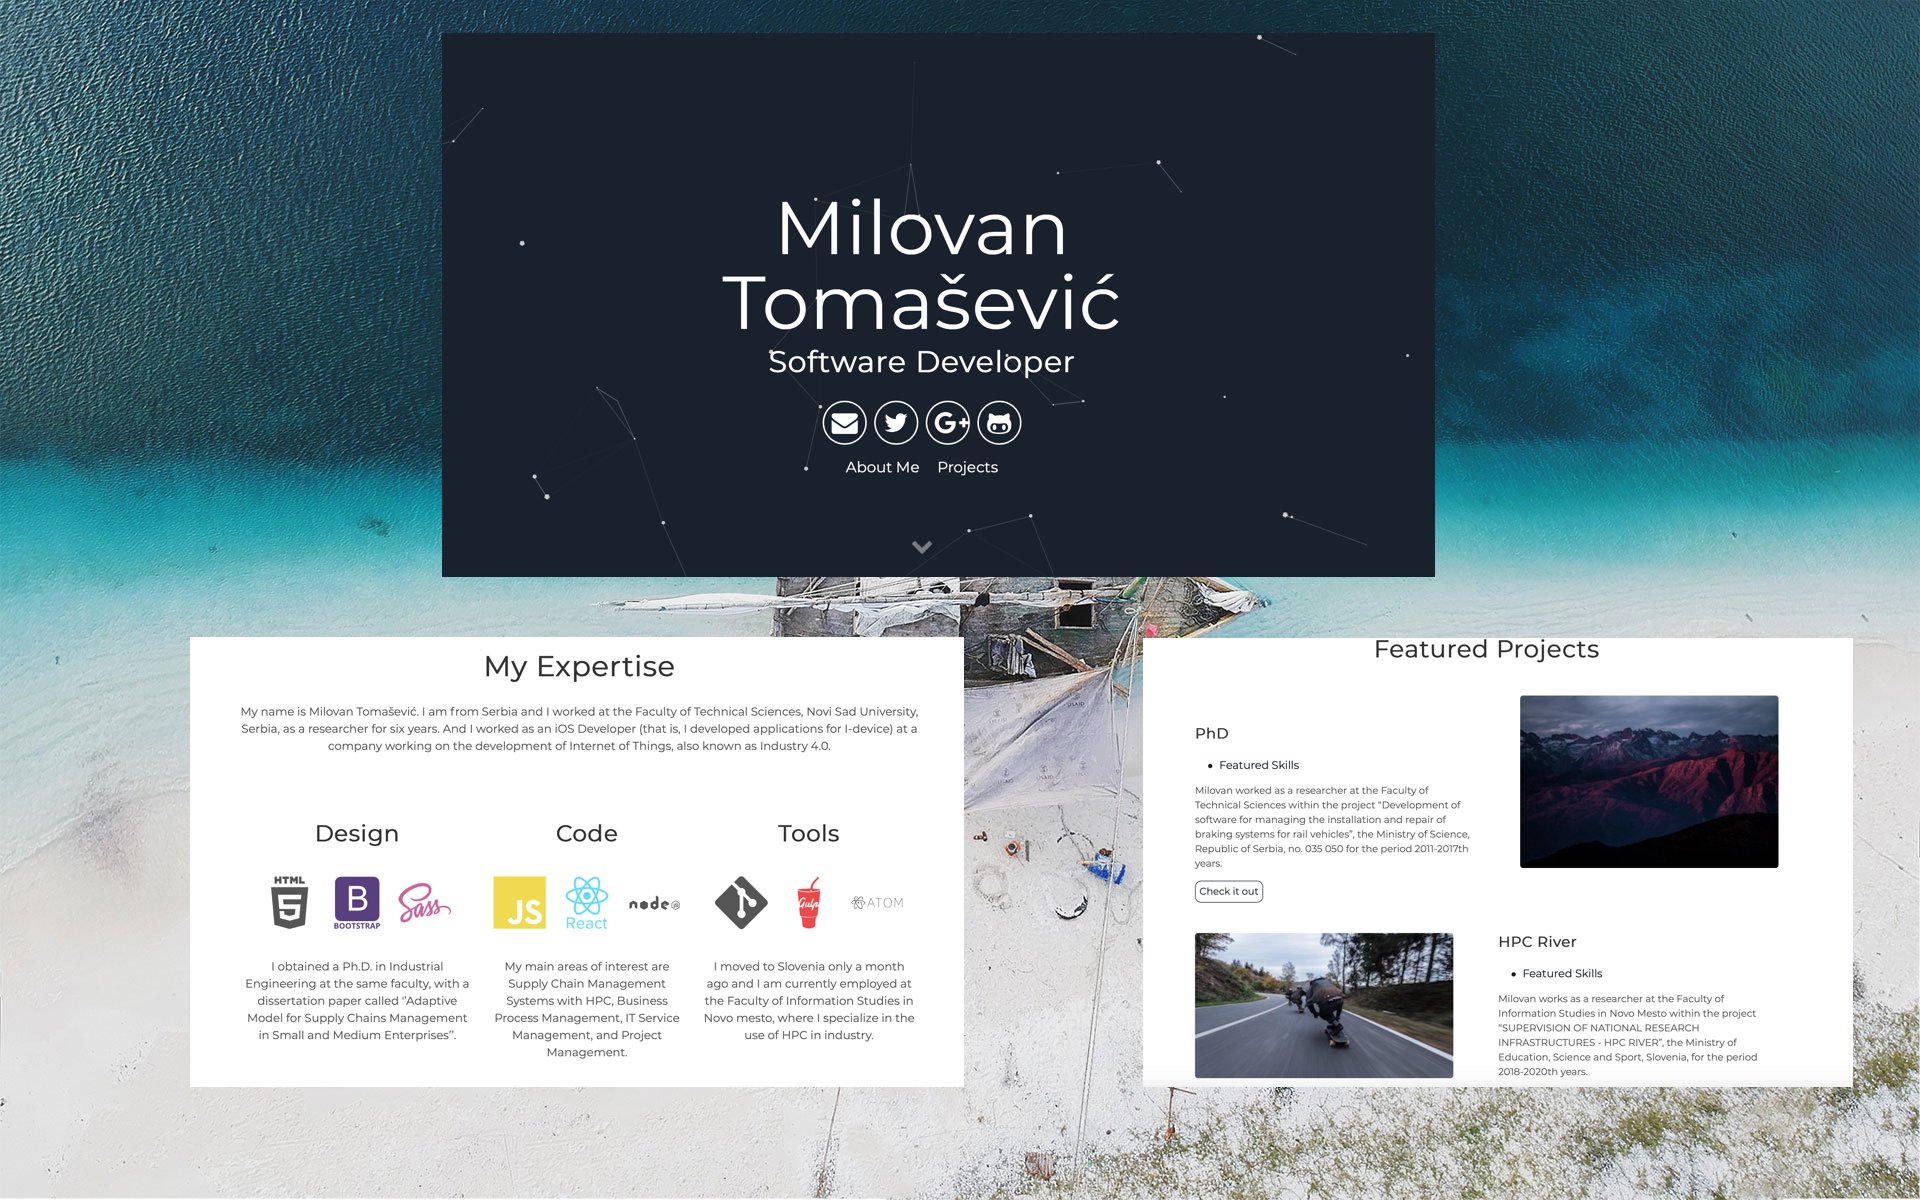 Milovan
Tomašević
Software Developer
About Me Projects
My Expertise
My name is Milovan Tomašević. I am from Serbia and I worked at the Faculty of Technical Sciences, Novi Sad University,
Serbia, as a researcher for six years. And I worked as an iOS Developer (that is, I developed applications for I-device) at a
company working on the development of Internet of Things, also known as Industry 4.0.
Design
HTML
5
B
BOOTSTRAP
Sass
I obtained a Ph.D. in Industrial
Engineering at the same faculty, with a
dissertation paper called ‘’Adaptive
Model for Supply Chains Management
in Small and Medium Enterprises’’.
Code
JS
React
node JS
My main areas of interest are
Supply Chain Management
Systems with HPC, Business
Process Management, IT Service
Management, and Project
Management.
Tools
Gulp
ATOM
I moved to Slovenia only a month
ago and I am currently employed at
the Faculty of Information Studies in
Novo mesto, where I specialize in the
use of HPC in industry.
Featured Projects
PhD
• Featured Skills
Milovan worked as a researcher at the Faculty of
Technical Sciences within the project “Development of
software for managing the installation and repair of
braking systems for rail vehicles”, the Ministry of Science,
Republic of Serbia, no. 035 050 for the period 2011-2017th
years.
Check it out
HPC River
• Featured Skills
Milovan works as a researcher at the Faculty of
Information Studies in Novo Mesto within the project
“SUPERVISION OF NATIONAL RESEARCH
INFRASTRUCTURES - HPC RIVER”, the Ministry of
Education, Science and Sport, Slovenia, for the period
2018-2020th years.
USAID